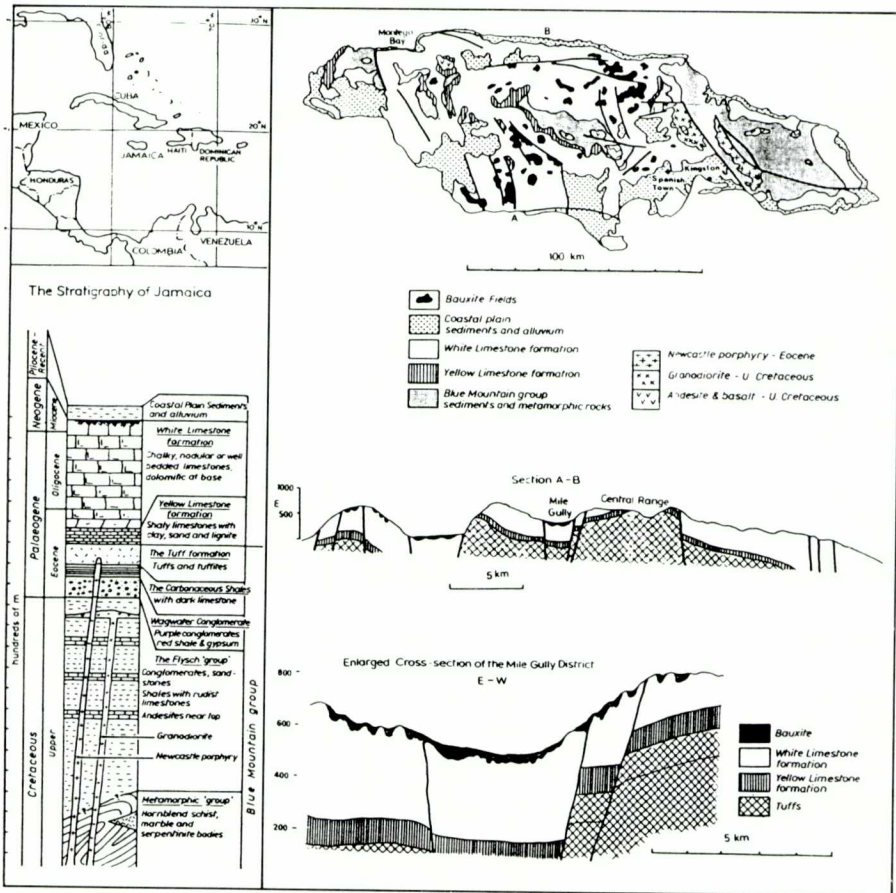 30°N
CUBA
MEXICO
20°N
JAMAICA
HAITI
DOMINICAN
REPUBLIC
HONDURAS
10°N
VENEZUELA
COLOMBIA
Montego
Bay
B
Kingston
Spanish
Town
A
100 km
Bauxite Fields
Coastal plain
sediments and alluvium
White Limestone formation
Yellow Limestone formation
Blue Mountain group
sediments and metamorphic rocks
Newcastle porphyry - Eocene
Granodiorite - U Cretaceous
Andesite & basalt - U Cretaceous
The Stratigraphy of Jamaica
Pliocene-
Recent
Neogene
Miocene
Palaeogene
Oligocene
Eocene
Cretaceous
Upper
hundreds of m
Coastal Plain Sediments
and alluvium
White Limestone
formation
Chalky, nodular or well
bedded limestones,
dolomitic at base
Yellow Limestone
formation
Shaly limestones with
clay, sand and lignite
The Tuff formation
Tuffs and tuffites
The Carbonaceous Shales
with dark limestone
Wagwater Conglomerate
Purple conglomerates
red shale & gypsum
The Flysch 'group'
Conglomerates, sand-
stones
Shales with rudist
limestones
Andesites near top
Granodiorite
Newcastle porphyry
Metamorphic 'group'
Hornblend schist,
marble and
serpentinite bodies
Blue Mountain group
Section A-B
1000
E
500
Mile
Gully
Central Range
5 km
Enlarged Cross-section of the Mile Gully District
E - W
800
600
400
200
Bauxite
White Limestone
formation
Yellow Limestone
formation
Tuffs
5 km